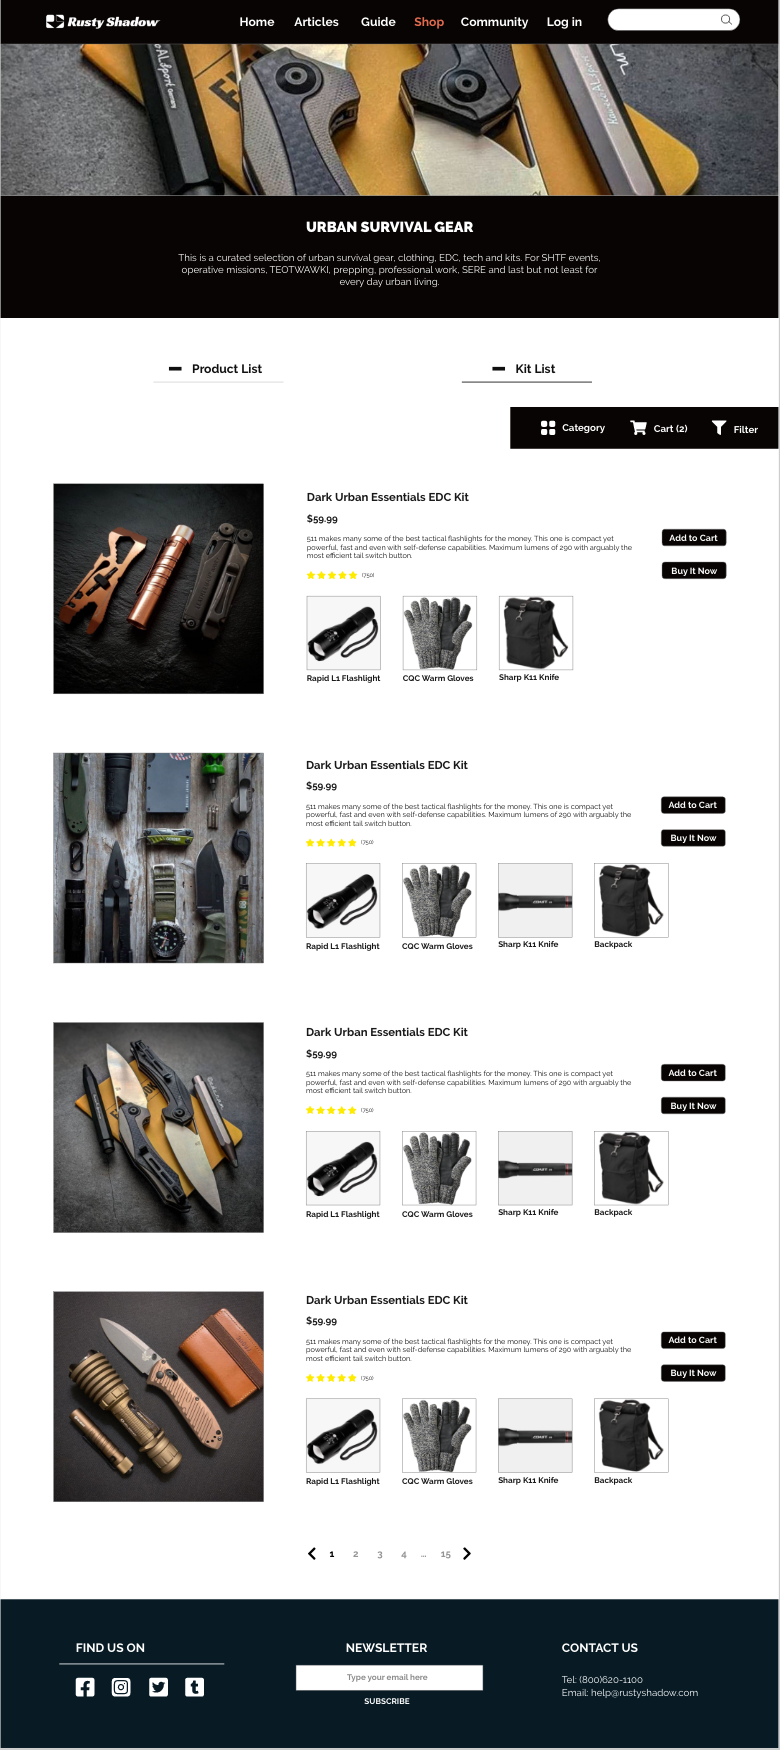 Rusty Shadow
Home Articles Guide Shop Community Log in
URBAN SURVIVAL GEAR
This is a curated selection of urban survival gear, clothing, EDC, tech and kits. For SHTF events,
operative missions, TEOTWAWKI, prepping, professional work, SERE and last but not least for
every day urban living.
Product List Kit List
Category Cart (2) Filter
Dark Urban Essentials EDC Kit
$59.99
511 makes many some of the best tactical flashlights for the money. This one is compact yet
powerful, fast and even with self-defense capabilities. Maximum lumens of 290 with arguably the
most efficient tail switch button.
(750)
Add to Cart
Buy It Now
Rapid L1 Flashlight CQC Warm Gloves Sharp K11 Knife
Dark Urban Essentials EDC Kit
$59.99
511 makes many some of the best tactical flashlights for the money. This one is compact yet
powerful, fast and even with self-defense capabilities. Maximum lumens of 290 with arguably the
most efficient tail switch button.
(750)
Add to Cart
Buy It Now
Rapid L1 Flashlight CQC Warm Gloves Sharp K11 Knife Backpack
Dark Urban Essentials EDC Kit
$59.99
511 makes many some of the best tactical flashlights for the money. This one is compact yet
powerful, fast and even with self-defense capabilities. Maximum lumens of 290 with arguably the
most efficient tail switch button.
(750)
Add to Cart
Buy It Now
Rapid L1 Flashlight CQC Warm Gloves Sharp K11 Knife Backpack
Dark Urban Essentials EDC Kit
$59.99
511 makes many some of the best tactical flashlights for the money. This one is compact yet
powerful, fast and even with self-defense capabilities. Maximum lumens of 290 with arguably the
most efficient tail switch button.
(750)
Add to Cart
Buy It Now
Rapid L1 Flashlight CQC Warm Gloves Sharp K11 Knife Backpack
1 2 3 4 ... 15
FIND US ON
NEWSLETTER
Type your email here
SUBSCRIBE
CONTACT US
Tel: (800)620-1100
Email: help@rustyshadow.com